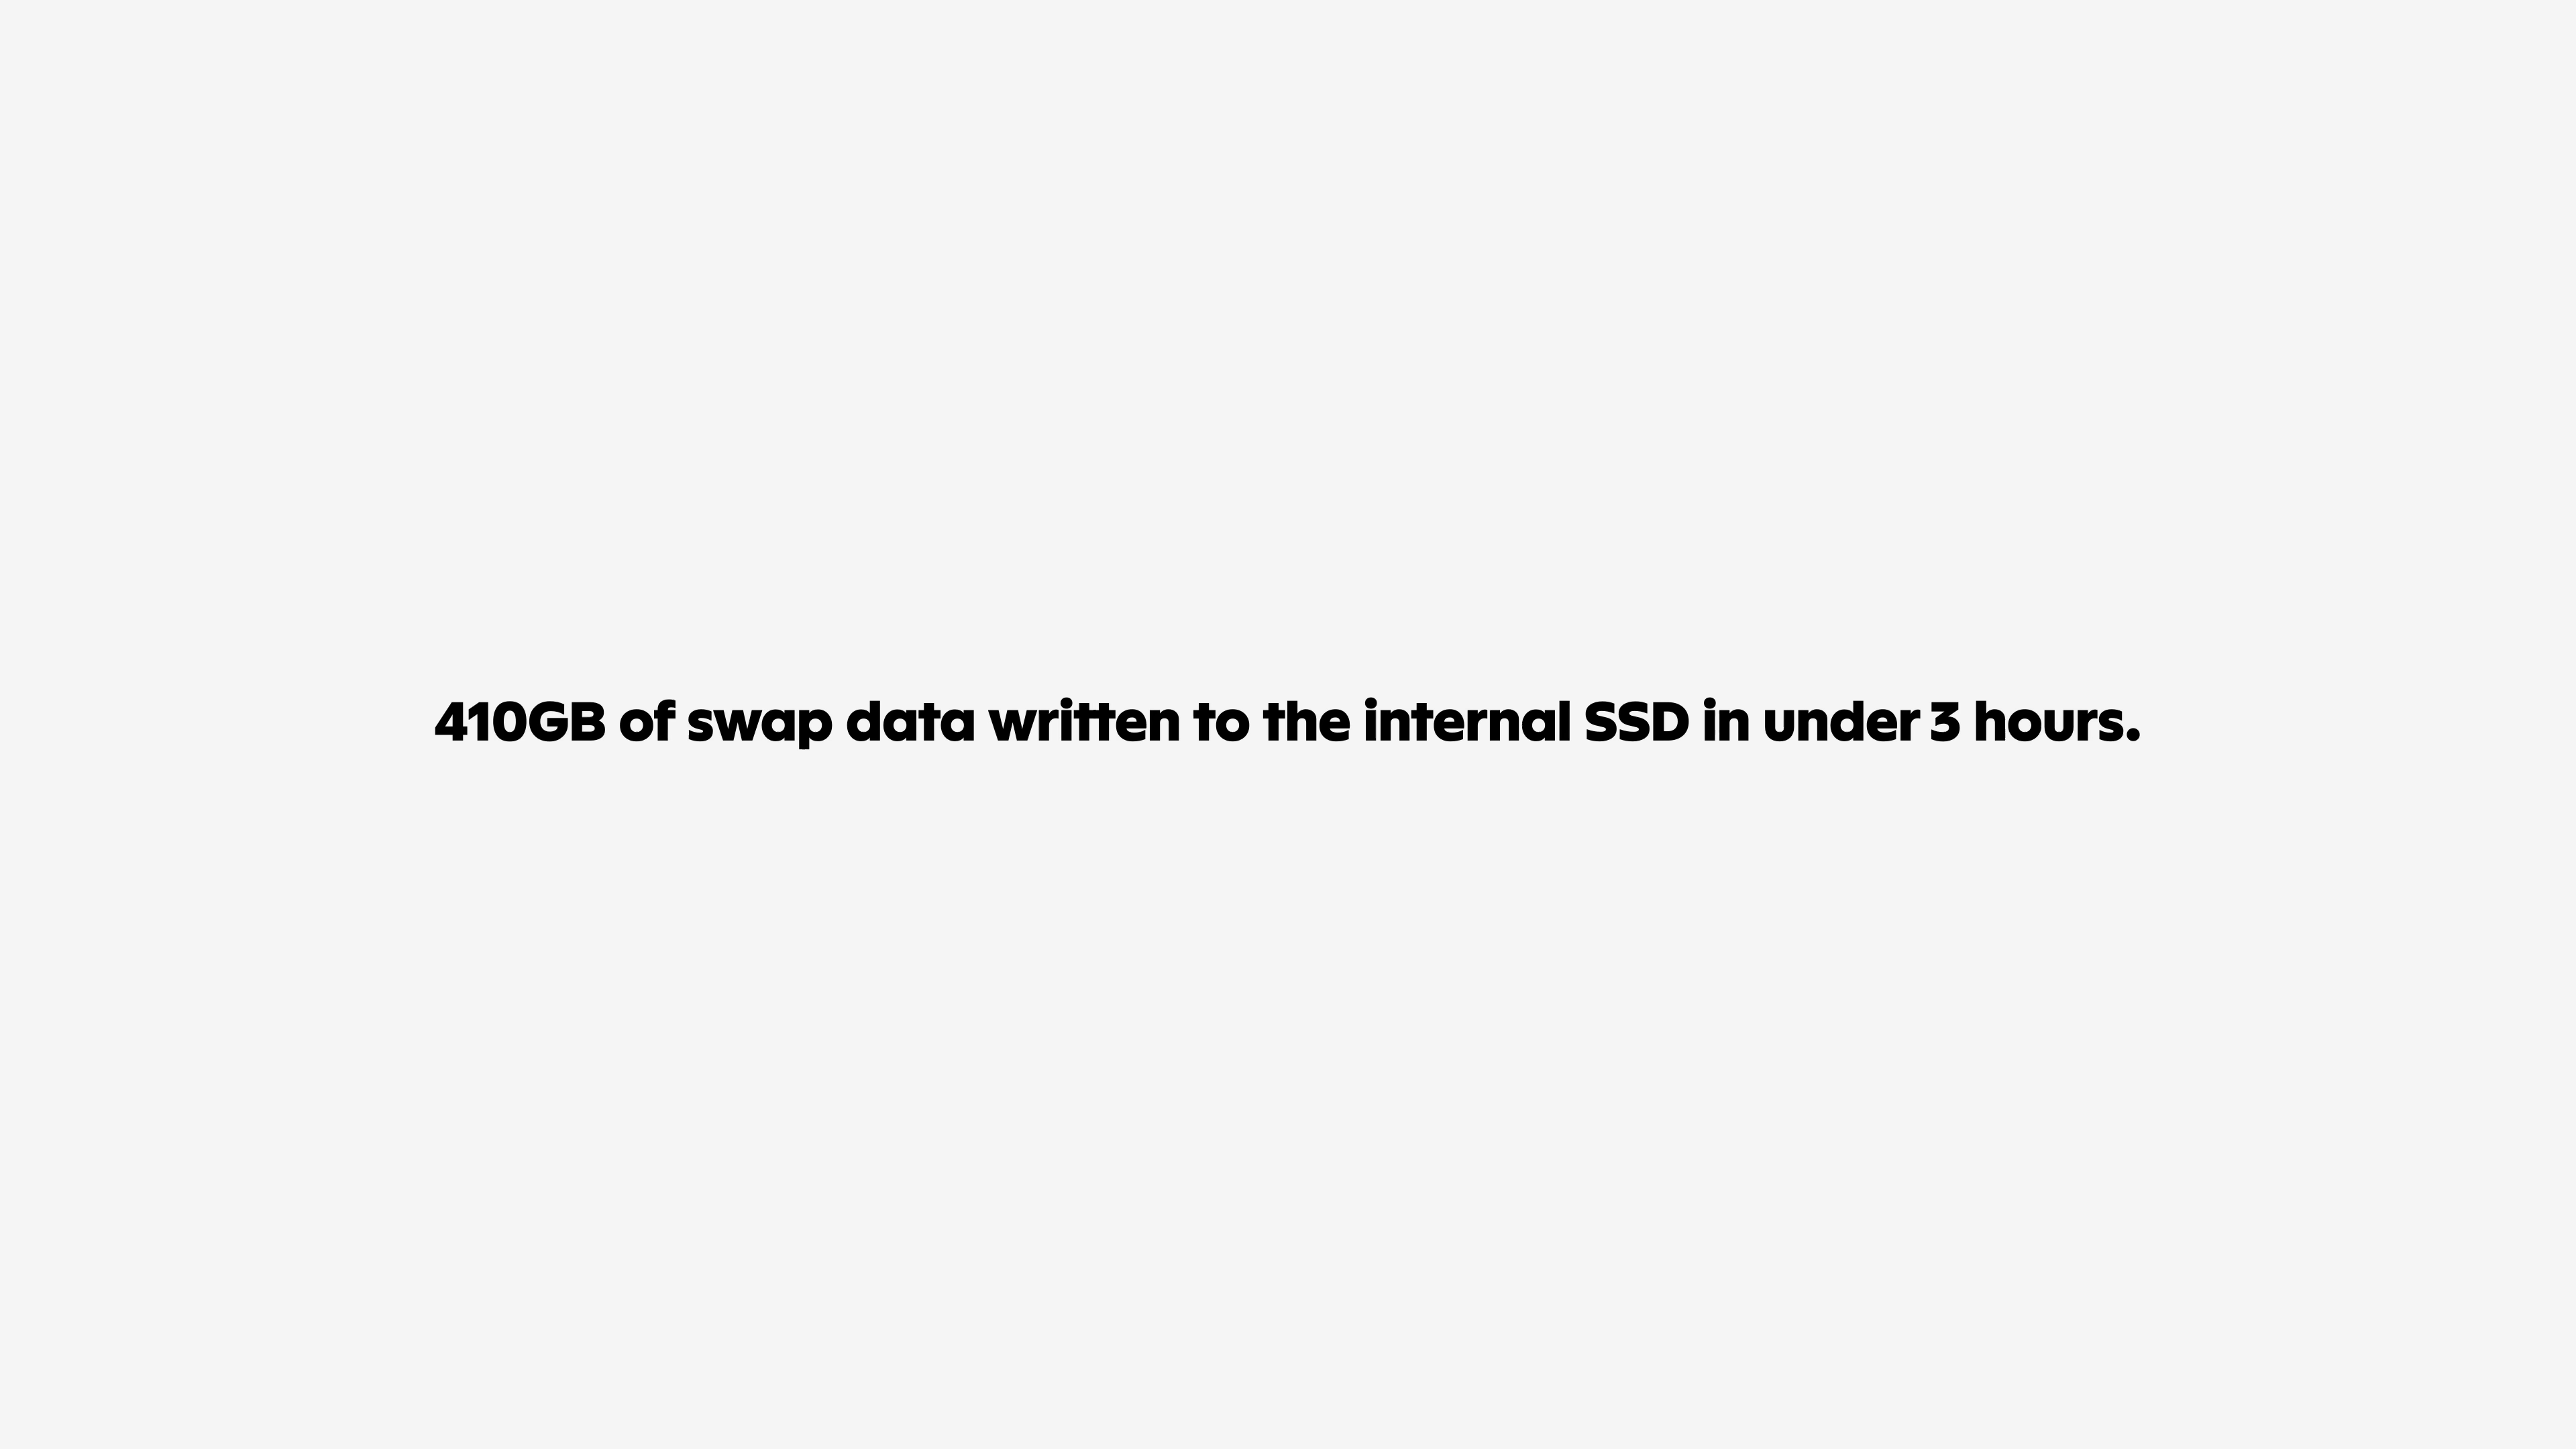 410GB of swap data written to the internal SSD in under 3 hours.